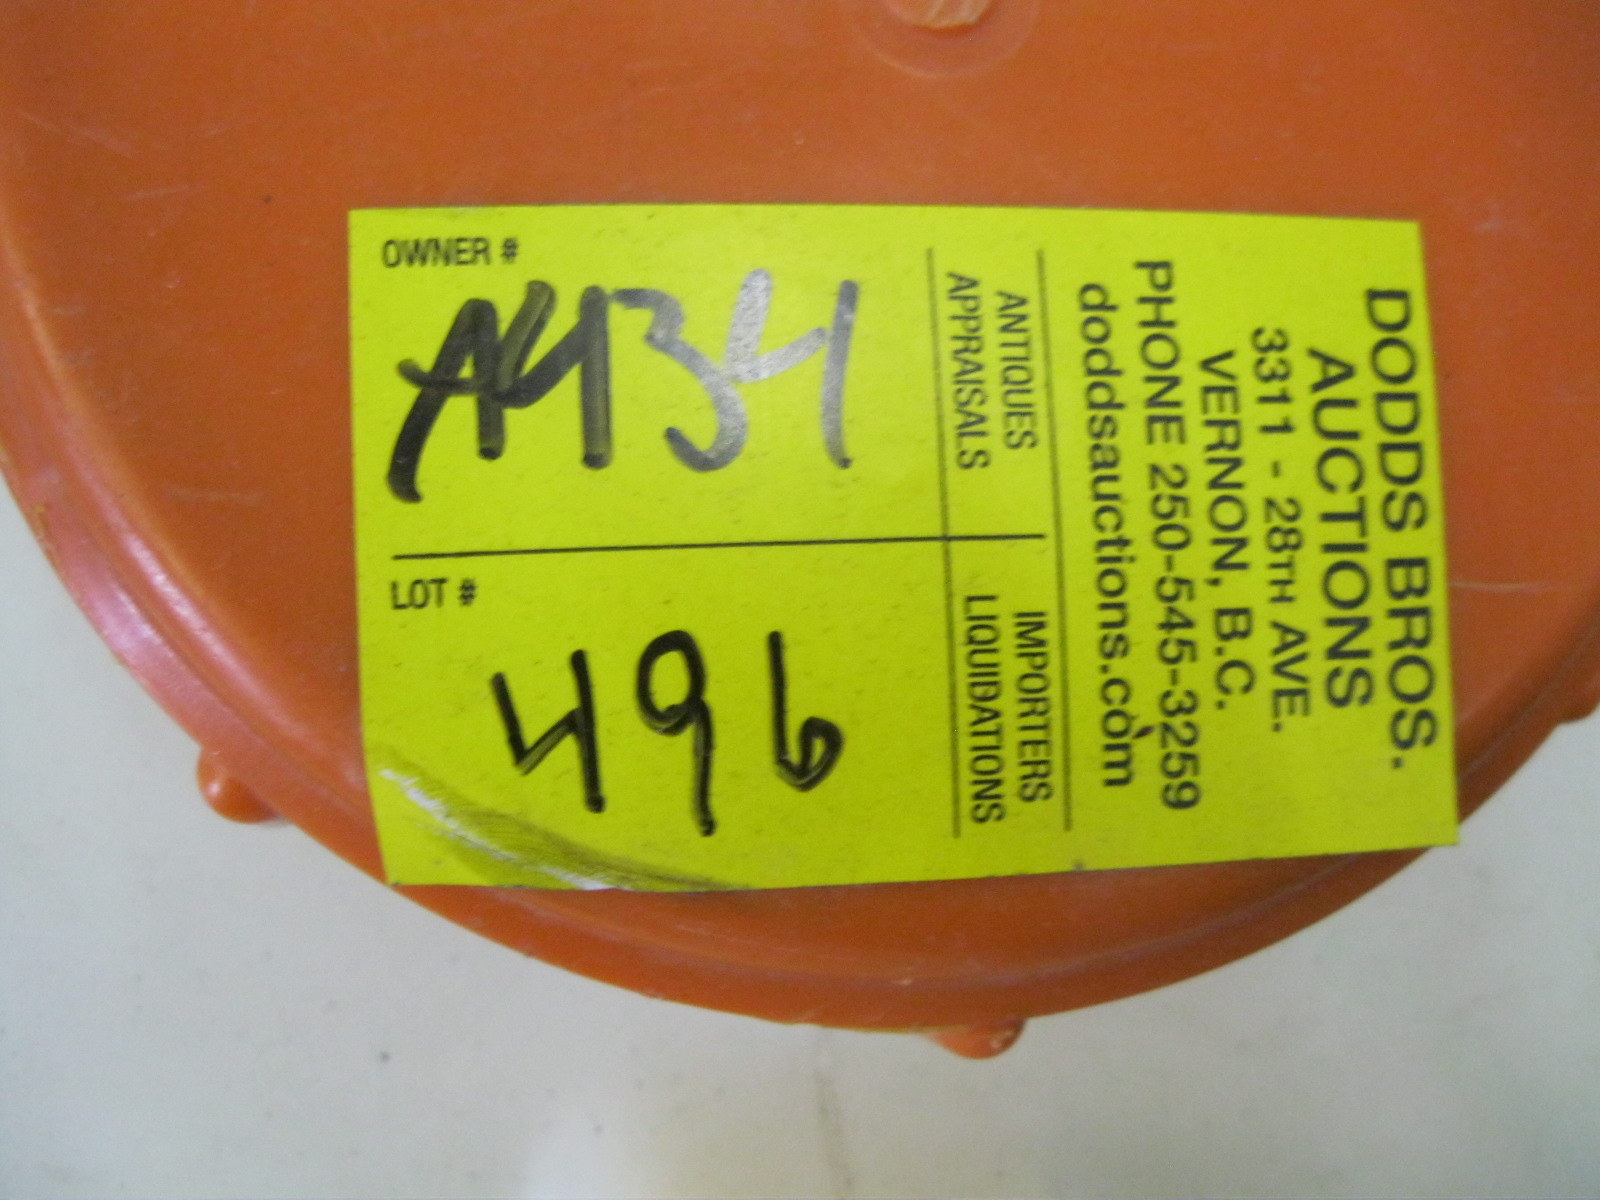 OWNER #
A434
LOT #
496
ANTIQUES
APPRAISALS
IMPORTERS
LIQUIDATIONS
DODDS BROS.
AUCTIONS
3311 - 28TH AVE.
VERNON, B.C.
PHONE 250-545-3259
doddsauctions.com